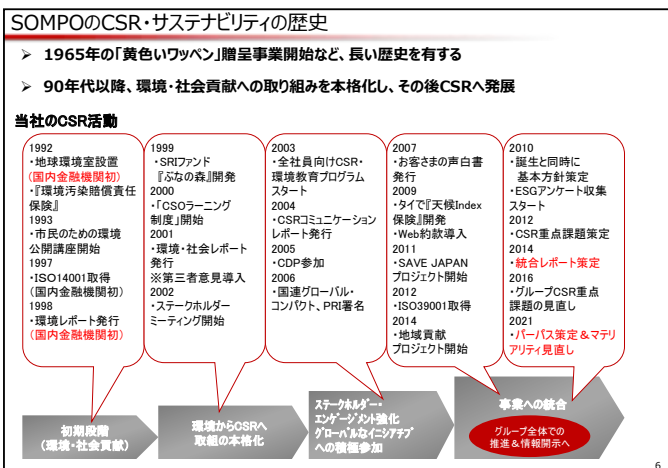 SOMPOのCSR・サステナビリティの歴史
➢ 1965年の「黄色いワッペン」贈呈事業開始など、長い歴史を有する
➢ 90年代以降、環境・社会貢献への取り組みを本格化し、その後CSRへ発展
当社のCSR活動
1992
・地球環境室設置
(国内金融機関初)
・『環境汚染賠償責任
保険』
1993
・市民のための環境
公開講座開始
1997
・ISO14001取得
(国内金融機関初)
1998
・環境レポート発行
(国内金融機関初)
1999
・SRIファンド
『ぶなの森』開発
2000
・「CSOラーニング
制度」開始
2001
・環境・社会レポート
発行
※第三者意見導入
2002
・ステークホルダー
ミーティング開始
2003
・全社員向けCSR・
環境教育プログラム
スタート
2004
・CSRコミュニケーション
レポート発行
2005
・CDP参加
2006
・国連グローバル・
コンパクト、PRI署名
2007
・お客さまの声白書
発行
2009
・タイで『天候Index
保険』開発
・Web約款導入
2011
・SAVE JAPAN
プロジェクト開始
2012
・ISO39001取得
2014
・地域貢献
プロジェクト開始
2010
・誕生と同時に
基本方針策定
・ESGアンケート収集
スタート
2012
・CSR重点課題策定
2014
・統合レポート策定
2016
・グループCSR重点
課題の見直し
2021
・パーパス策定&マテリ
アリティ見直し
初期段階
(環境・社会貢献)
環境からCSRへ
取組の本格化
ステークホルダー・
エンゲージメント強化
グローバルなイニシアチブ
への積極参加
事業への統合
グループ全体での
推進&情報開示へ
6